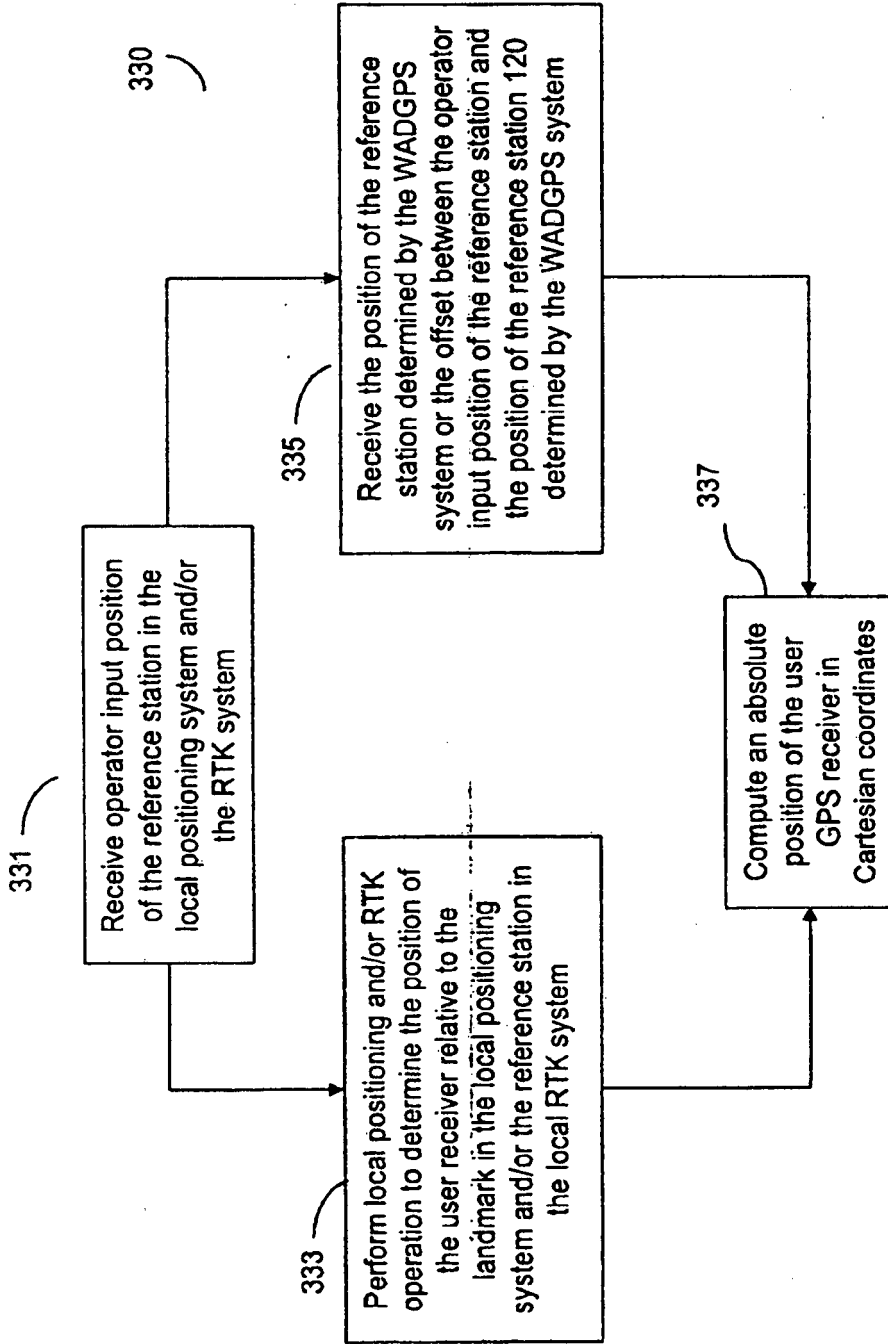 330
331
Receive operator input position
of the reference station in the
local positioning system and/or
the RTK system
333
Perform local positioning and/or RTK
operation to determine the position of
the user receiver relative to the
landmark in the local positioning
system and/or the reference station in
the local RTK system
335
Receive the position of the reference
station determined by the WADGPS
system or the offset between the operator
input position of the reference station and
the position of the reference station 120
determined by the WADGPS system
337
Compute an absolute
position of the user
GPS receiver in
Cartesian coordinates